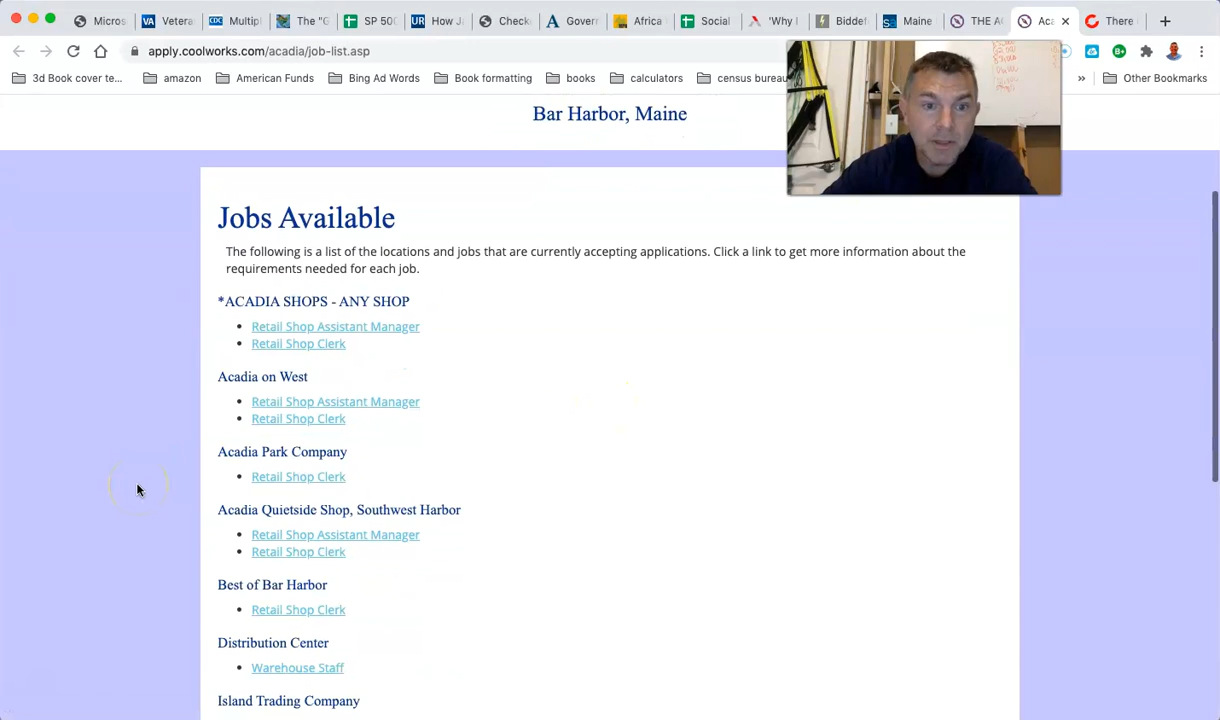 Micros
Vetera
CDC Multipl
The "G
SP 500
UR How J
Checke
Govern
Africa
Social
'Why I
Biddef
Maine
THE AC
Aca
There
apply.coolworks.com/acadia/job-list.asp
3d Book cover te...
amazon
American Funds
Bing Ad Words
Book formatting
books
calculators
census bureau
»
Other Bookmarks
Bar Harbor, Maine
Jobs Available
The following is a list of the locations and jobs that are currently accepting applications. Click a link to get more information about the
requirements needed for each job.
*ACADIA SHOPS - ANY SHOP
• Retail Shop Assistant Manager
• Retail Shop Clerk
Acadia on West
• Retail Shop Assistant Manager
• Retail Shop Clerk
Acadia Park Company
• Retail Shop Clerk
Acadia Quietside Shop, Southwest Harbor
• Retail Shop Assistant Manager
• Retail Shop Clerk
Best of Bar Harbor
• Retail Shop Clerk
Distribution Center
• Warehouse Staff
Island Trading Company